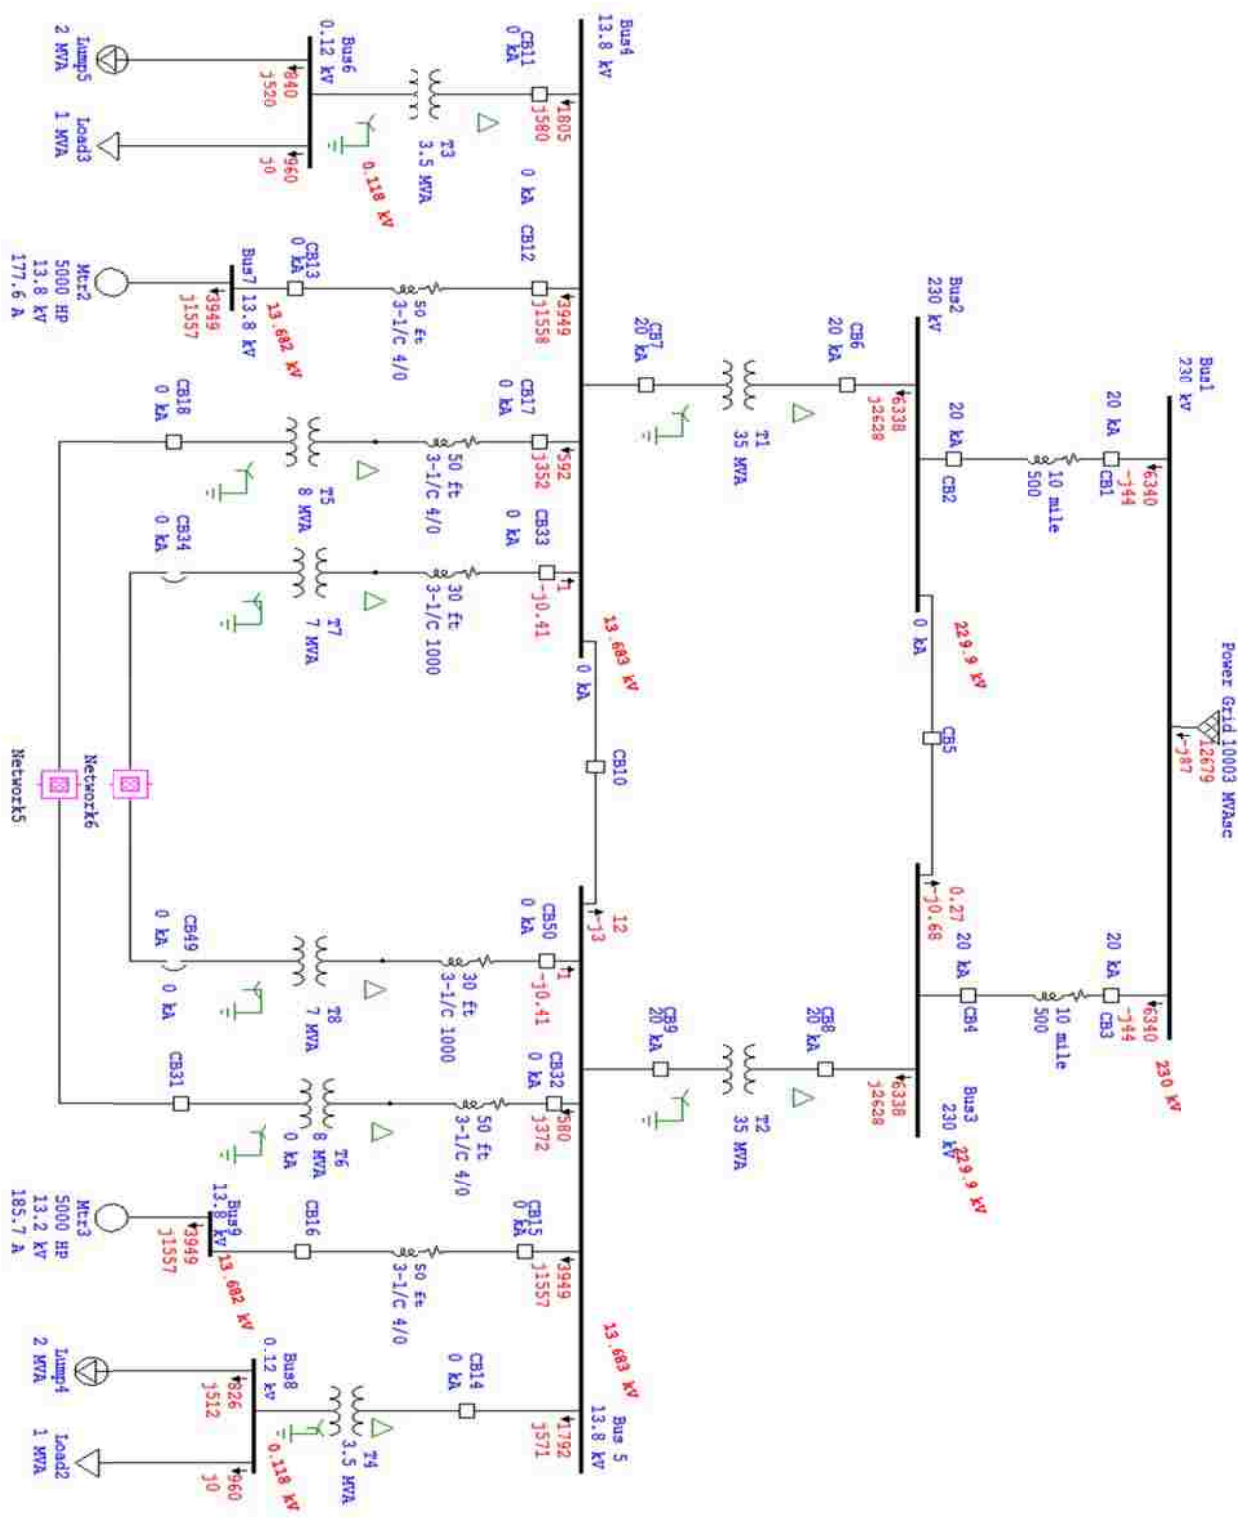 Power Grid 10003 MVAsc
12679
-j87
Bus1
230 kV
230 kV
6340
-j44
20 kA
CB1
10 mile
500
20 kA
CB2
6340
-j44
20 kA
CB3
10 mile
500
20 kA
CB4
Bus2
230 kV
229.9 kV
0 kA
CB5
0.27
-j0.68
Bus3
230 kV
229.9 kV
6338
j2628
CB6
20 kA
T1
35 MVA
CB7
20 kA
6338
j2628
CB8
20 kA
T2
35 MVA
CB9
20 kA
Bus4
13.8 kV
13.683 kV
0 kA
CB10
12
-j3
13.683 kV
Bus 5
13.8 kV
1805
j580
CB11
0 kA
T3
3.5 MVA
0.118 kV
Bus6
0.12 kV
840
j520
960
j0
Lump5
2 MVA
Load3
1 MVA
0 kA
CB12
3949
j1558
50 ft
3-1/C 4/0
CB13
0 kA
13.682 kV
Bus7
13.8 kV
3949
j1557
Mtr2
5000 HP
13.8 kV
177.6 A
CB17
0 kA
592
j352
50 ft
3-1/C 4/0
T5
8 MVA
CB18
0 kA
CB33
0 kA
1
-j0.41
30 ft
3-1/C 1000
T7
7 MVA
CB34
0 kA
Network6
Network5
CB50
0 kA
1
-j0.41
30 ft
3-1/C 1000
T8
7 MVA
CB49
0 kA
0 kA
CB32
0 kA
580
j372
50 ft
3-1/C 4/0
T6
8 MVA
0 kA
CB31
CB15
0 kA
3949
j1557
50 ft
3-1/C 4/0
CB16
Bus9
13.8 kV
13.682 kV
3949
j1557
Mtr3
5000 HP
13.2 kV
185.7 A
CB14
0 kA
1792
j571
T4
3.5 MVA
0.118 kV
Bus8
0.12 kV
826
j512
960
j0
Lump4
2 MVA
Load2
1 MVA